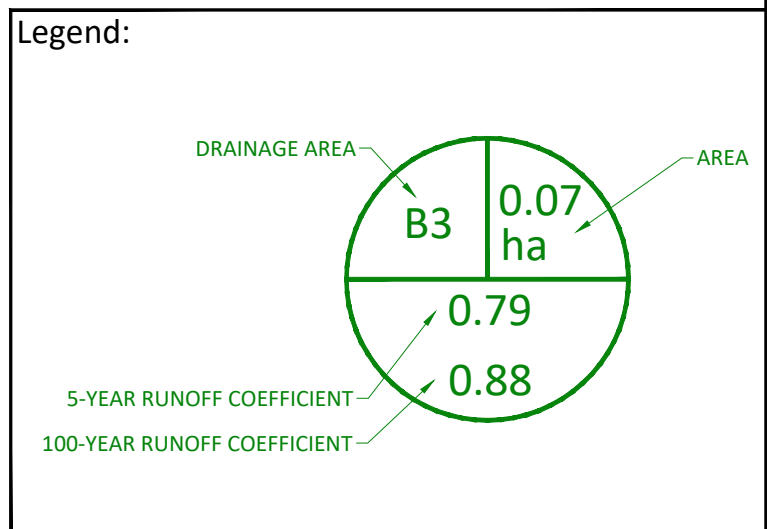 Legend:
DRAINAGE AREA
AREA
B3
0.07
ha
0.79
0.88
5-YEAR RUNOFF COEFFICIENT
100-YEAR RUNOFF COEFFICIENT